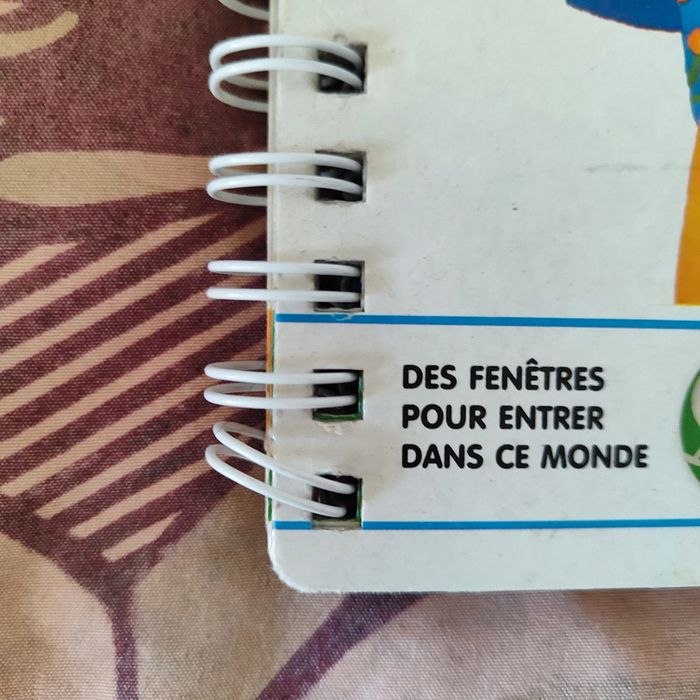 DES FENÊTRES
POUR ENTRER
DANS CE MONDE